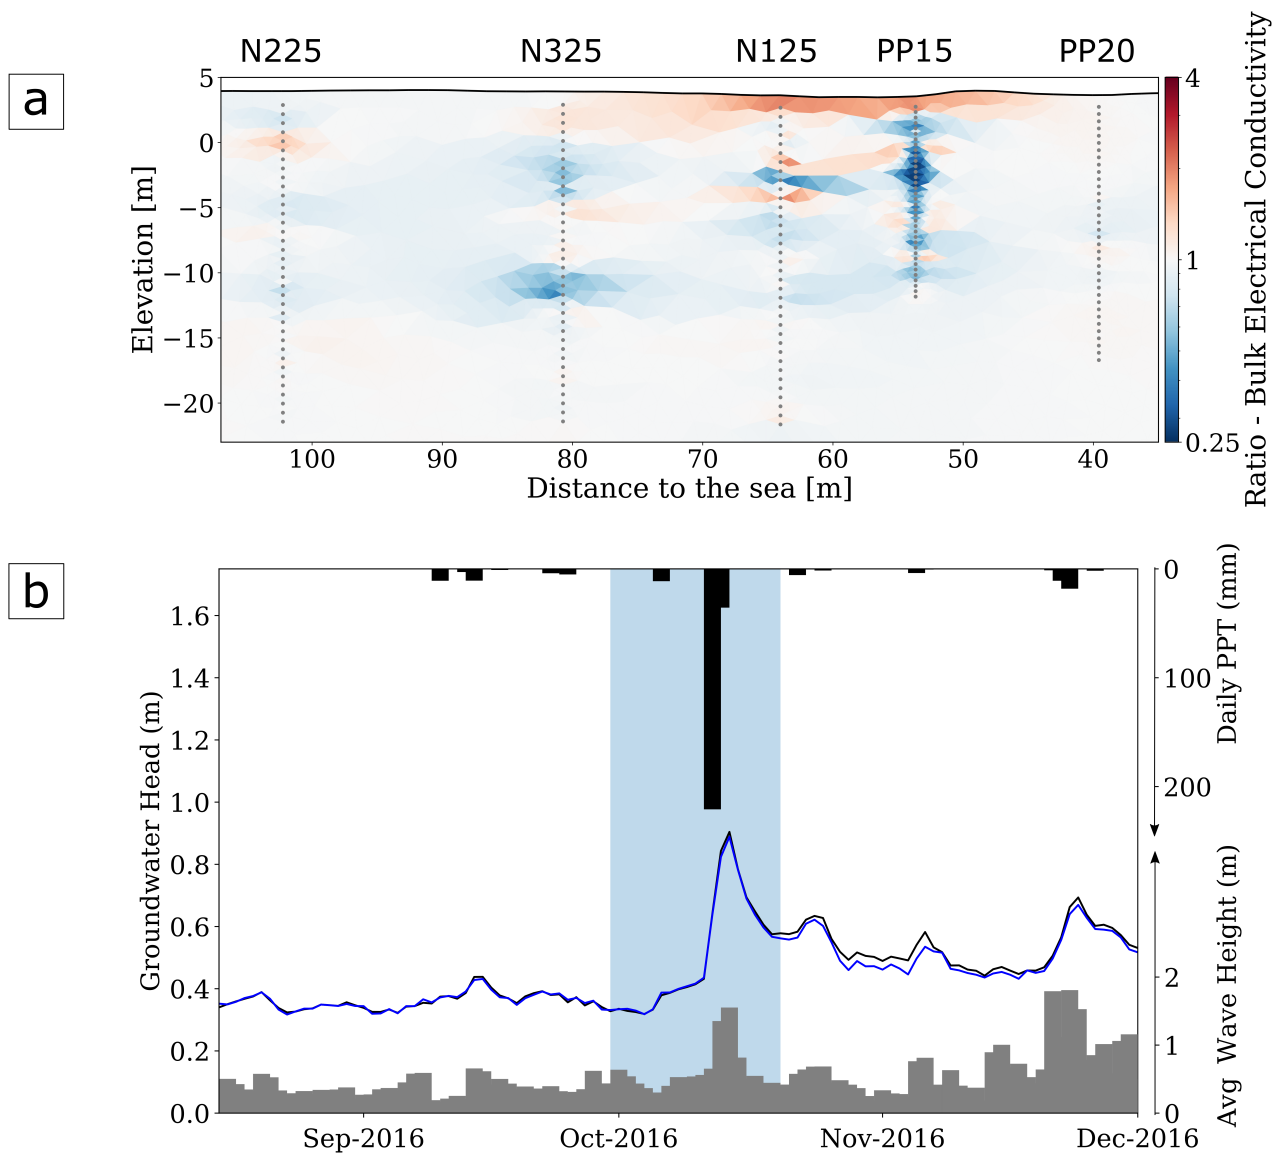 a
N225 N325 N125 PP15 PP20
5
0
−5
−10
−15
−20
Elevation [m]
100 90 80 70 60 50 40
Distance to the sea [m]
4
1
0.25
Ratio - Bulk Electrical Conductivity
b
1.6
1.4
1.2
1.0
0.8
0.6
0.4
0.2
0.0
Groundwater Head (m)
0
100
200
Daily PPT (mm)
2
1
0
Avg Wave Height (m)
Sep-2016 Oct-2016 Nov-2016 Dec-2016